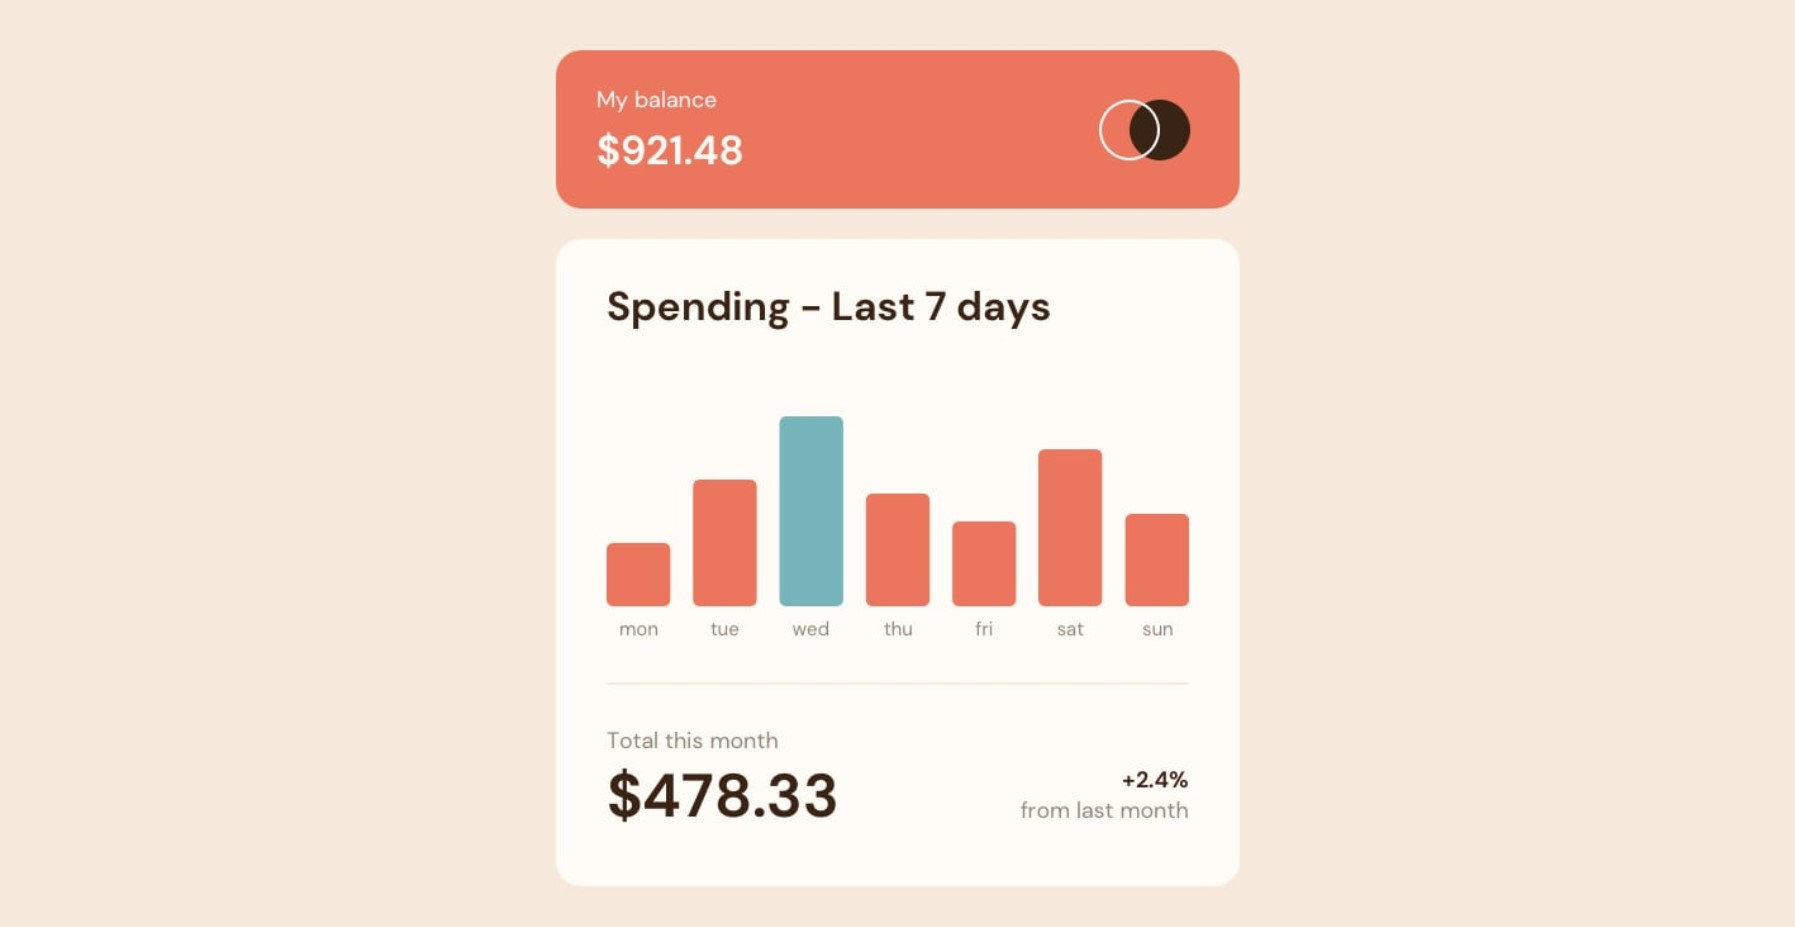 My balance
$921.48
Spending - Last 7 days
mon tue wed thu fri sat sun
Total this month
$478.33
+2.4%
from last month